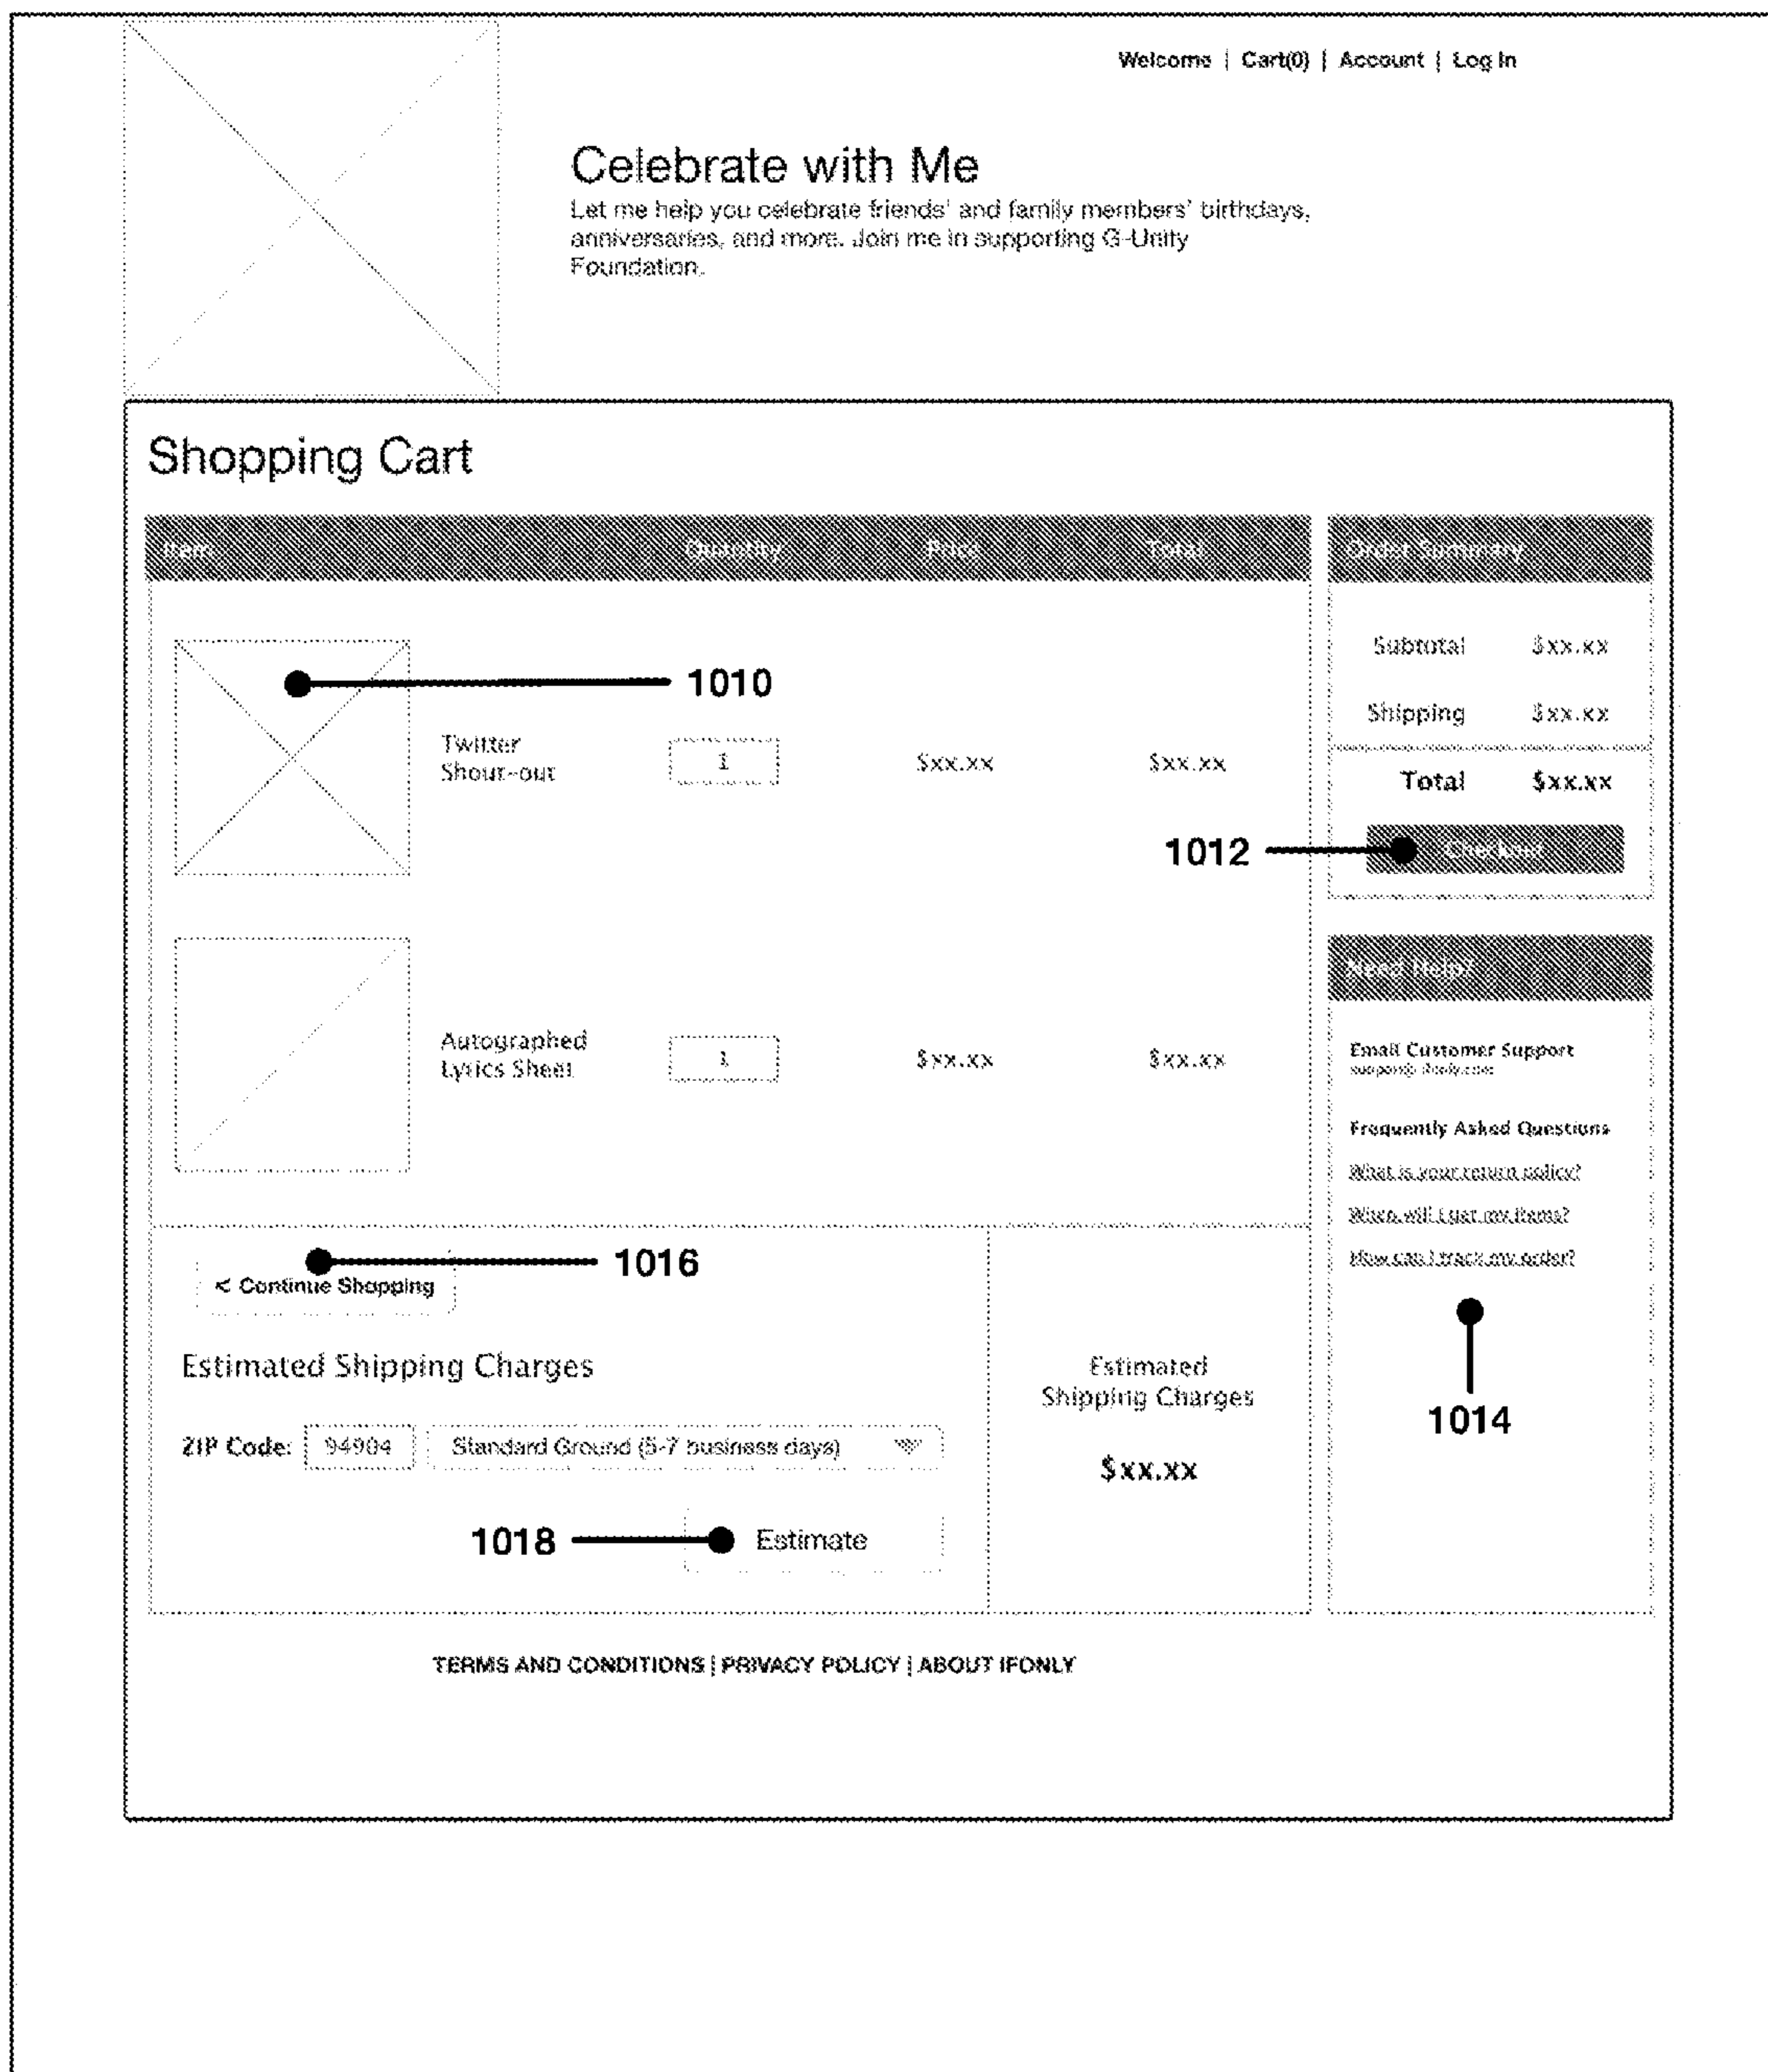 Welcome | Cart(0) | Account | Log In
Celebrate with Me
Let me help you celebrate friends' and family members' birthdays,
anniversaries, and more. Join me in supporting G-Unity
Foundation.
Shopping Cart
Item Quantity Price Total
Order Summary
1010
Twitter
Shout-out
1 $xx.xx $xx.xx
Subtotal $xx.xx
Shipping $xx.xx
Total $xx.xx
1012
Checkout
Autographed
Lyrics Sheet
1 $xx.xx $xx.xx
Need Help?
Email Customer Support
Frequently Asked Questions
What is your return policy?
When will I get my items?
How can I track my order?
1014
1016
< Continue Shopping
Estimated Shipping Charges
ZIP Code: 94904 Standard Ground (5-7 business days)
1018
Estimate
Estimated
Shipping Charges
$xx.xx
TERMS AND CONDITIONS | PRIVACY POLICY | ABOUT IFONLY